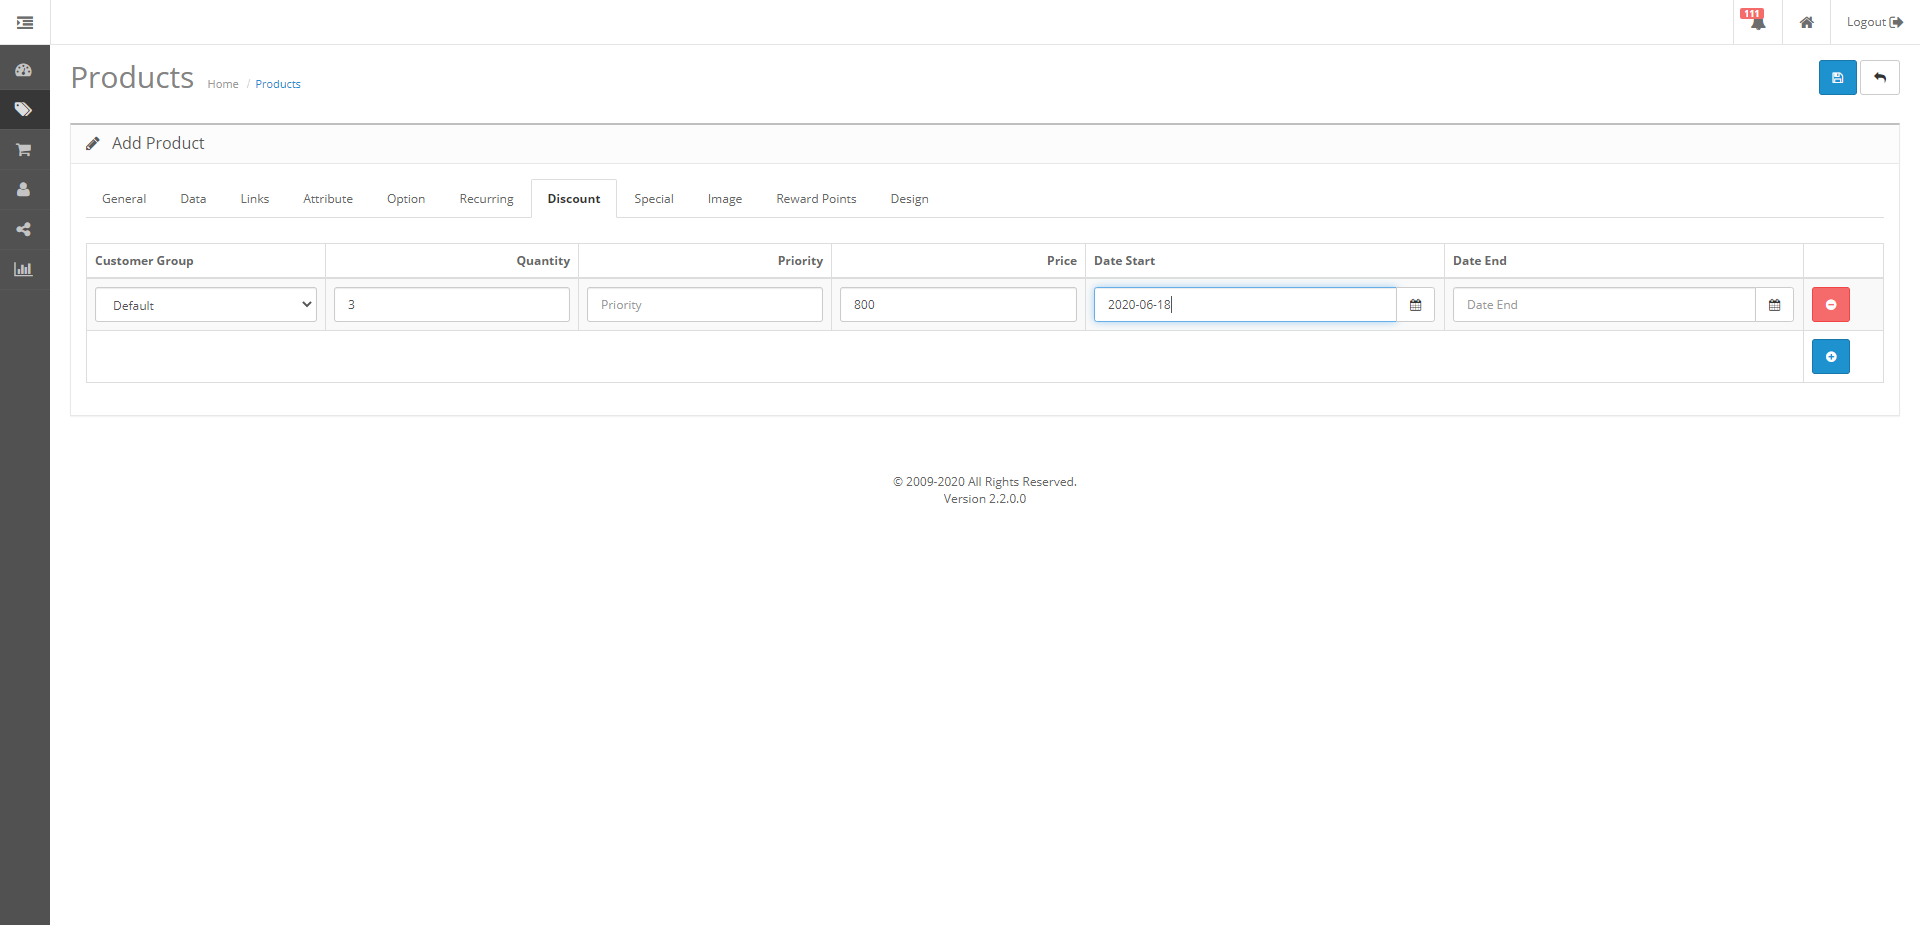 111
Logout
Products Home / Products
Add Product
General Data Links Attribute Option Recurring Discount Special Image Reward Points Design
Customer Group Quantity Priority Price Date Start Date End
Default 3 Priority 800 2020-06-18 Date End
© 2009-2020 All Rights Reserved.
Version 2.2.0.0